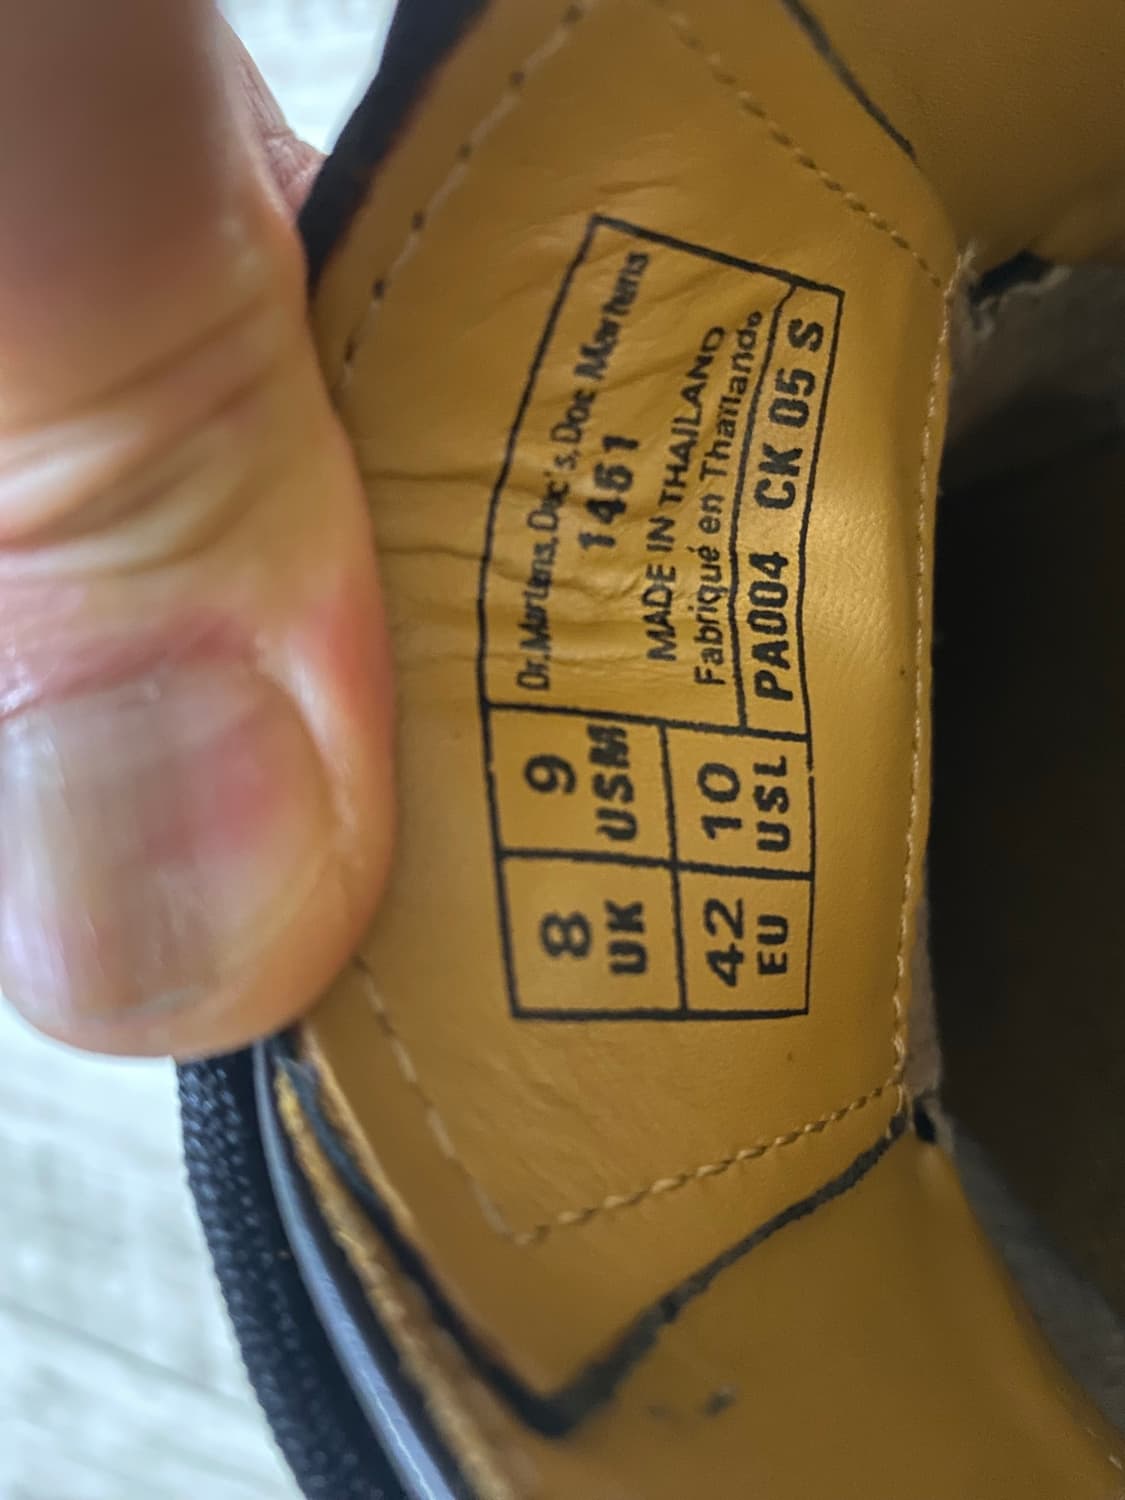 Dr.Martens.Doc's.Doc Martens
1461
MADE IN THAILAND
Fabriqué en Thaïlande
PA004 CK 05 S
8
UK
9
USM
42
EU
10
USL